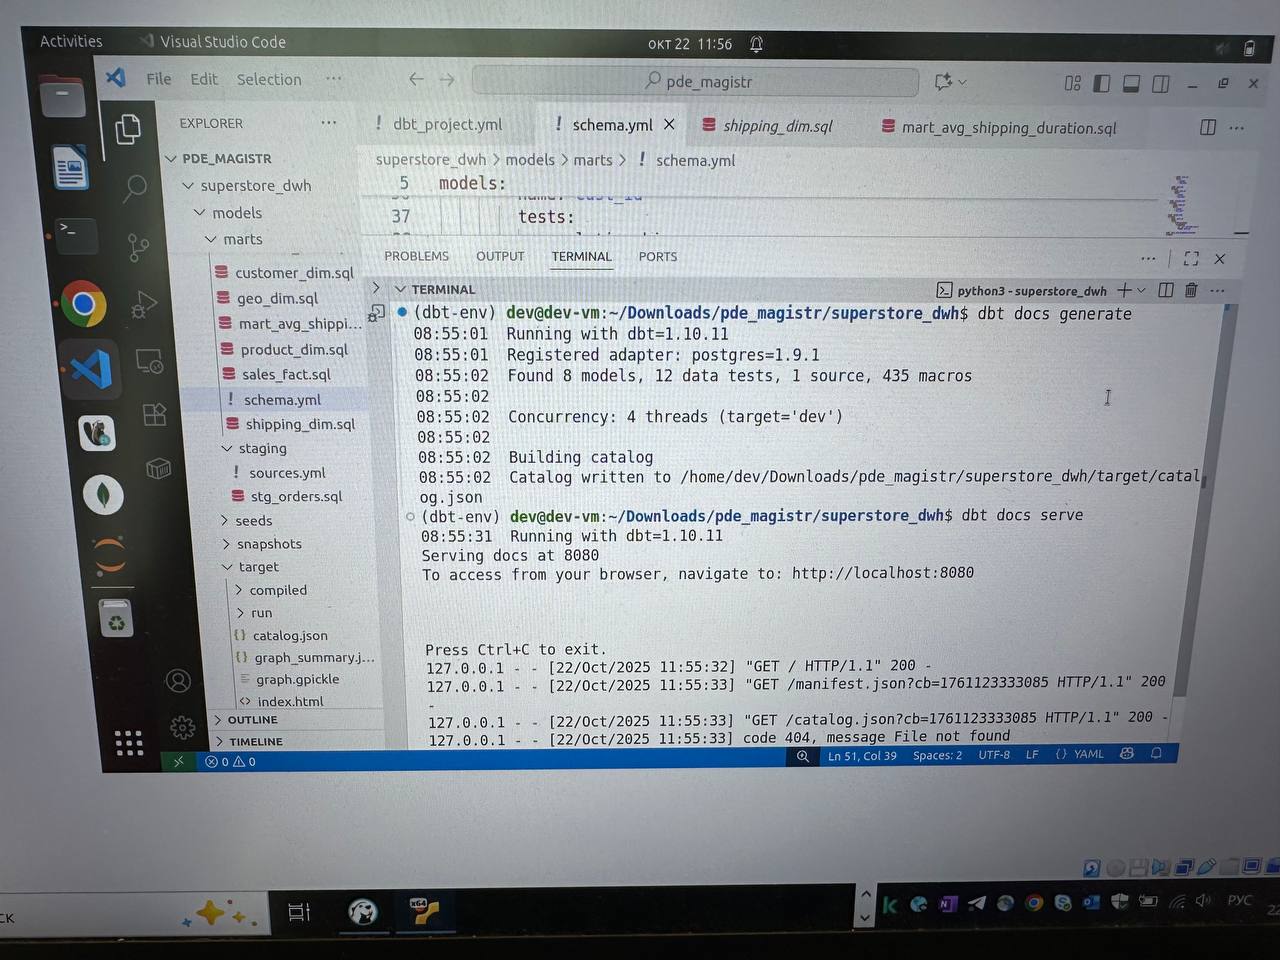 Activities
Visual Studio Code
окт 22 11:56
File Edit Selection ···
pde_magistr
EXPLORER ···
PDE_MAGISTR
superstore_dwh
models
marts
customer_dim.sql
geo_dim.sql
mart_avg_shippi...
product_dim.sql
sales_fact.sql
! schema.yml
shipping_dim.sql
staging
! sources.yml
stg_orders.sql
seeds
snapshots
target
compiled
run
{} catalog.json
{} graph_summary.j...
graph.gpickle
<> index.html
OUTLINE
TIMELINE
! dbt_project.yml
! schema.yml
shipping_dim.sql
mart_avg_shipping_duration.sql
superstore_dwh > models > marts > ! schema.yml
5 models:
37 tests:
PROBLEMS OUTPUT TERMINAL PORTS
TERMINAL
python3 - superstore_dwh
(dbt-env) dev@dev-vm:~/Downloads/pde_magistr/superstore_dwh$ dbt docs generate
08:55:01 Running with dbt=1.10.11
08:55:01 Registered adapter: postgres=1.9.1
08:55:02 Found 8 models, 12 data tests, 1 source, 435 macros
08:55:02
08:55:02 Concurrency: 4 threads (target='dev')
08:55:02
08:55:02 Building catalog
08:55:02 Catalog written to /home/dev/Downloads/pde_magistr/superstore_dwh/target/catal
og.json
(dbt-env) dev@dev-vm:~/Downloads/pde_magistr/superstore_dwh$ dbt docs serve
08:55:31 Running with dbt=1.10.11
Serving docs at 8080
To access from your browser, navigate to: http://localhost:8080
Press Ctrl+C to exit.
127.0.0.1 - - [22/Oct/2025 11:55:32] "GET / HTTP/1.1" 200 -
127.0.0.1 - - [22/Oct/2025 11:55:33] "GET /manifest.json?cb=1761123333085 HTTP/1.1" 200
-
127.0.0.1 - - [22/Oct/2025 11:55:33] "GET /catalog.json?cb=1761123333085 HTTP/1.1" 200 -
127.0.0.1 - - [22/Oct/2025 11:55:33] code 404, message File not found
0 0
Ln 51, Col 39 Spaces: 2 UTF-8 LF {} YAML
x64
РУС